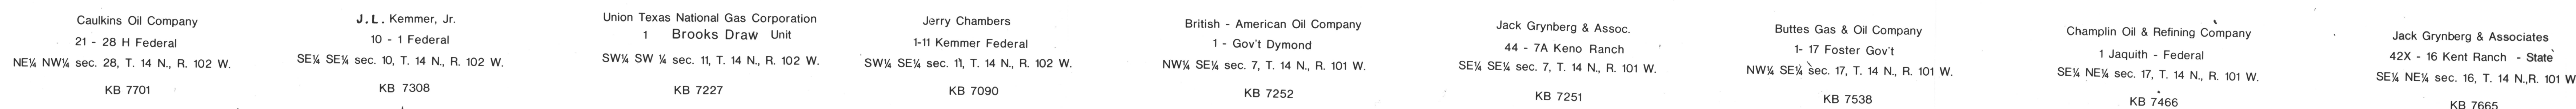 Caulkins Oil Company
21 - 28 H Federal
NE¼ NW¼ sec. 28, T. 14 N., R. 102 W.
KB 7701
J.L. Kemmer, Jr.
10 - 1 Federal
SE¼ SE¼ sec. 10, T. 14 N., R. 102 W.
KB 7308
Union Texas National Gas Corporation
1 Brooks Draw Unit
SW¼ SW ¼ sec. 11, T. 14 N., R. 102 W.
KB 7227
Jerry Chambers
1-11 Kemmer Federal
SW¼ SE¼ sec. 11, T. 14 N., R. 102 W.
KB 7090
British - American Oil Company
1 - Gov't Dymond
NW¼ SE¼ sec. 7, T. 14 N., R. 101 W.
KB 7252
Jack Grynberg & Assoc.
44 - 7A Keno Ranch
SE¼ SE¼ sec. 7, T. 14 N., R. 101 W.
KB 7251
Buttes Gas & Oil Company
1- 17 Foster Gov't
NW¼ SE¼ sec. 17, T. 14 N., R. 101 W.
KB 7538
Champlin Oil & Refining Company
1 Jaquith - Federal
SE¼ NE¼ sec. 17, T. 14 N., R. 101 W.
KB 7466
Jack Grynberg & Associates
42X - 16 Kent Ranch - State
SE¼ NE¼ sec. 16, T. 14 N.,R. 101 W
KB 7665